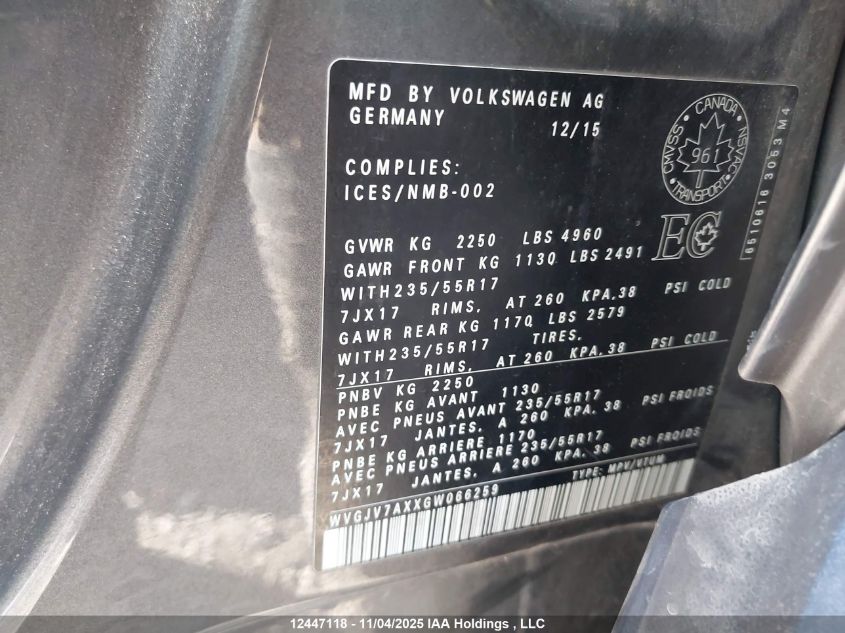 MFD BY VOLKSWAGEN AG
GERMANY 12/15
CMVSS CANADA NSVAC
961
TRANSPORT
COMPLIES:
ICES/NMB-002
EC
6510616 3053 M4
GVWR KG 2250 LBS 4960
GAWR FRONT KG 1130 LBS 2491
WITH235/55R17
7JX17 RIMS, AT 260 KPA,38 PSI COLD
GAWR REAR KG 1170 LBS 2579
WITH235/55R17 TIRES,
7JX17 RIMS, AT 260 KPA,38 PSI COLD
PNBV KG 2250
PNBE KG AVANT 1130
AVEC PNEUS AVANT 235/55R17
7JX17 JANTES, A 260 KPA, 38 PSI FROIDS
PNBE KG ARRIERE 1170
AVEC PNEUS ARRIERE 235/55R17
7JX17 JANTES, A 260 KPA, 38 PSI FROIDS
WVGJV7AXXGW066259 TYPE: MPV/VTUM
12447118 - 11/04/2025 IAA Holdings , LLC